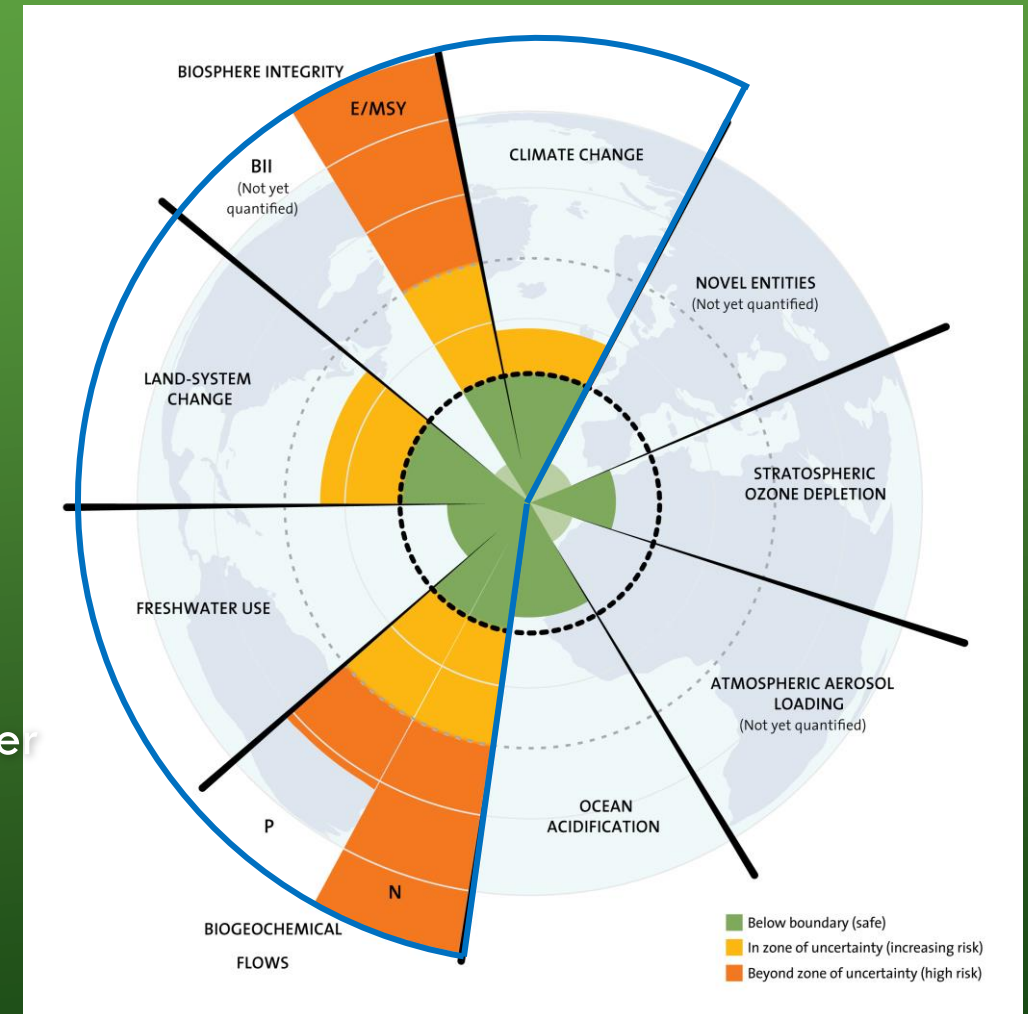 BIOSPHERE INTEGRITY
E/MSY
BII
(Not yet
quantified)
CLIMATE CHANGE
NOVEL ENTITIES
(Not yet quantified)
LAND-SYSTEM
CHANGE
STRATOSPHERIC
OZONE DEPLETION
FRESHWATER USE
ATMOSPHERIC AEROSOL
LOADING
(Not yet quantified)
er
OCEAN
ACIDIFICATION
P
N
BIOGEOCHEMICAL
FLOWS
Below boundary (safe)
In zone of uncertainty (increasing risk)
Beyond zone of uncertainty (high risk)